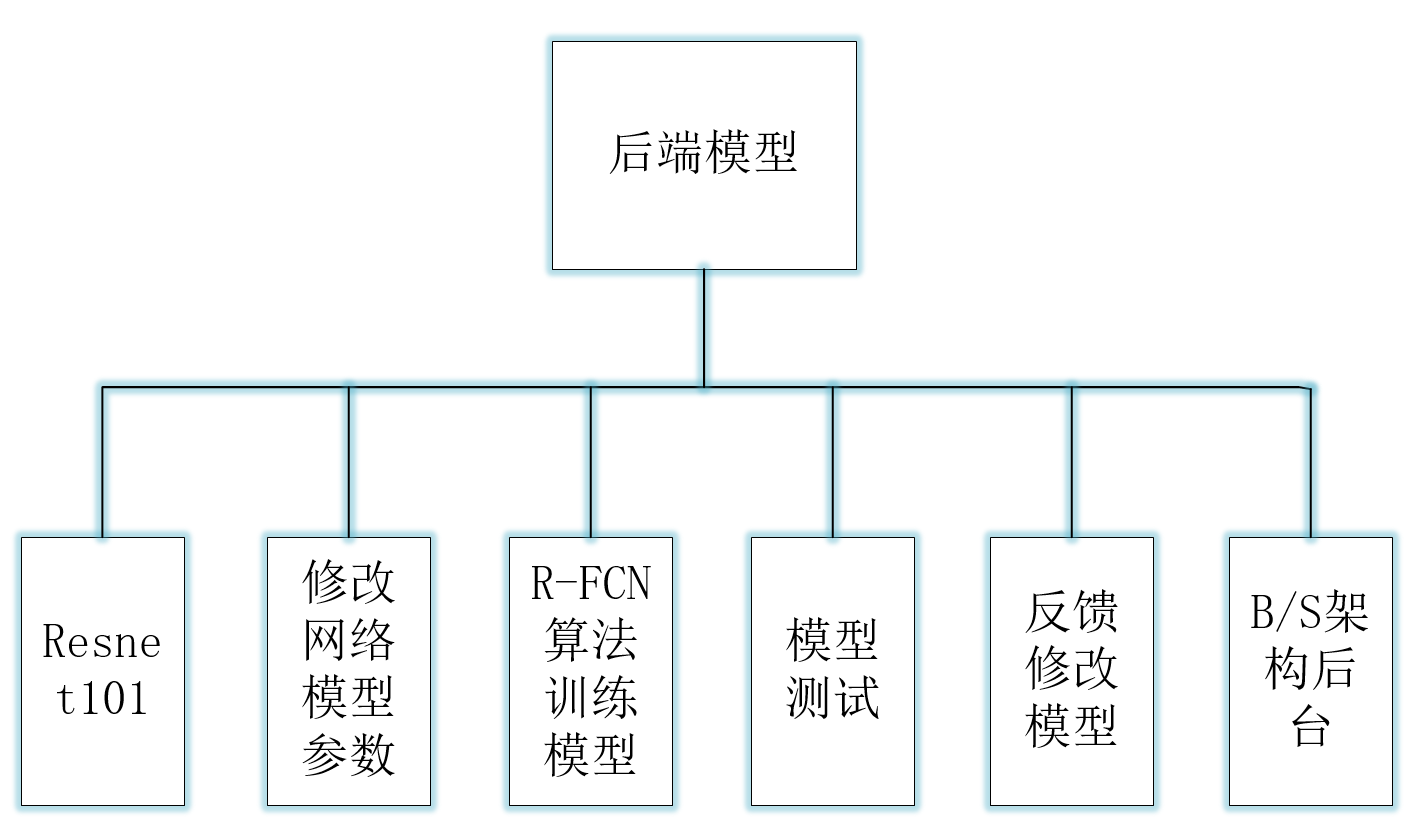 后端模型
Resne
t101
修改
网络
模型
参数
R-FCN
算法
训练
模型
模型
测试
反馈
修改
模型
B/S架
构后
台